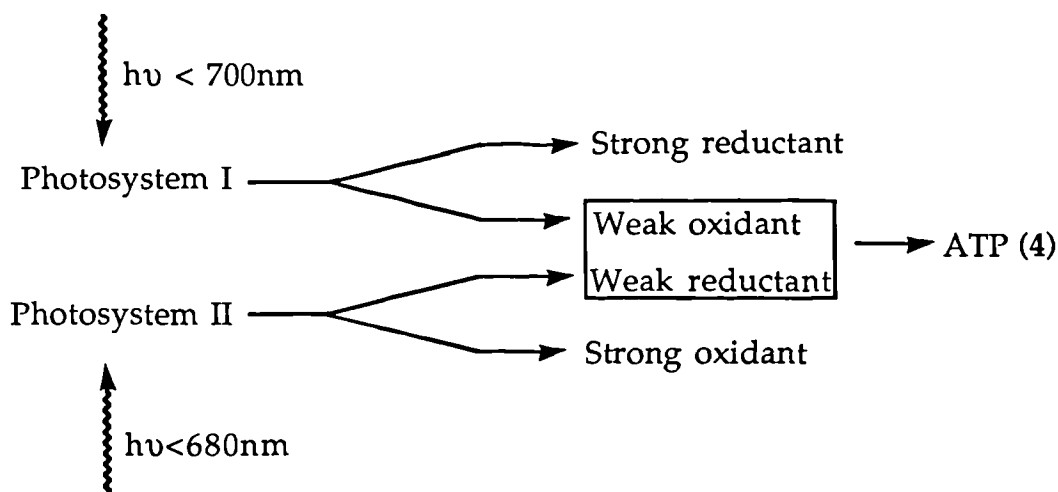 hυ < 700nm
Strong reductant
Photosystem I
Weak oxidant
ATP (4)
Weak reductant
Photosystem II
Strong oxidant
hυ<680nm